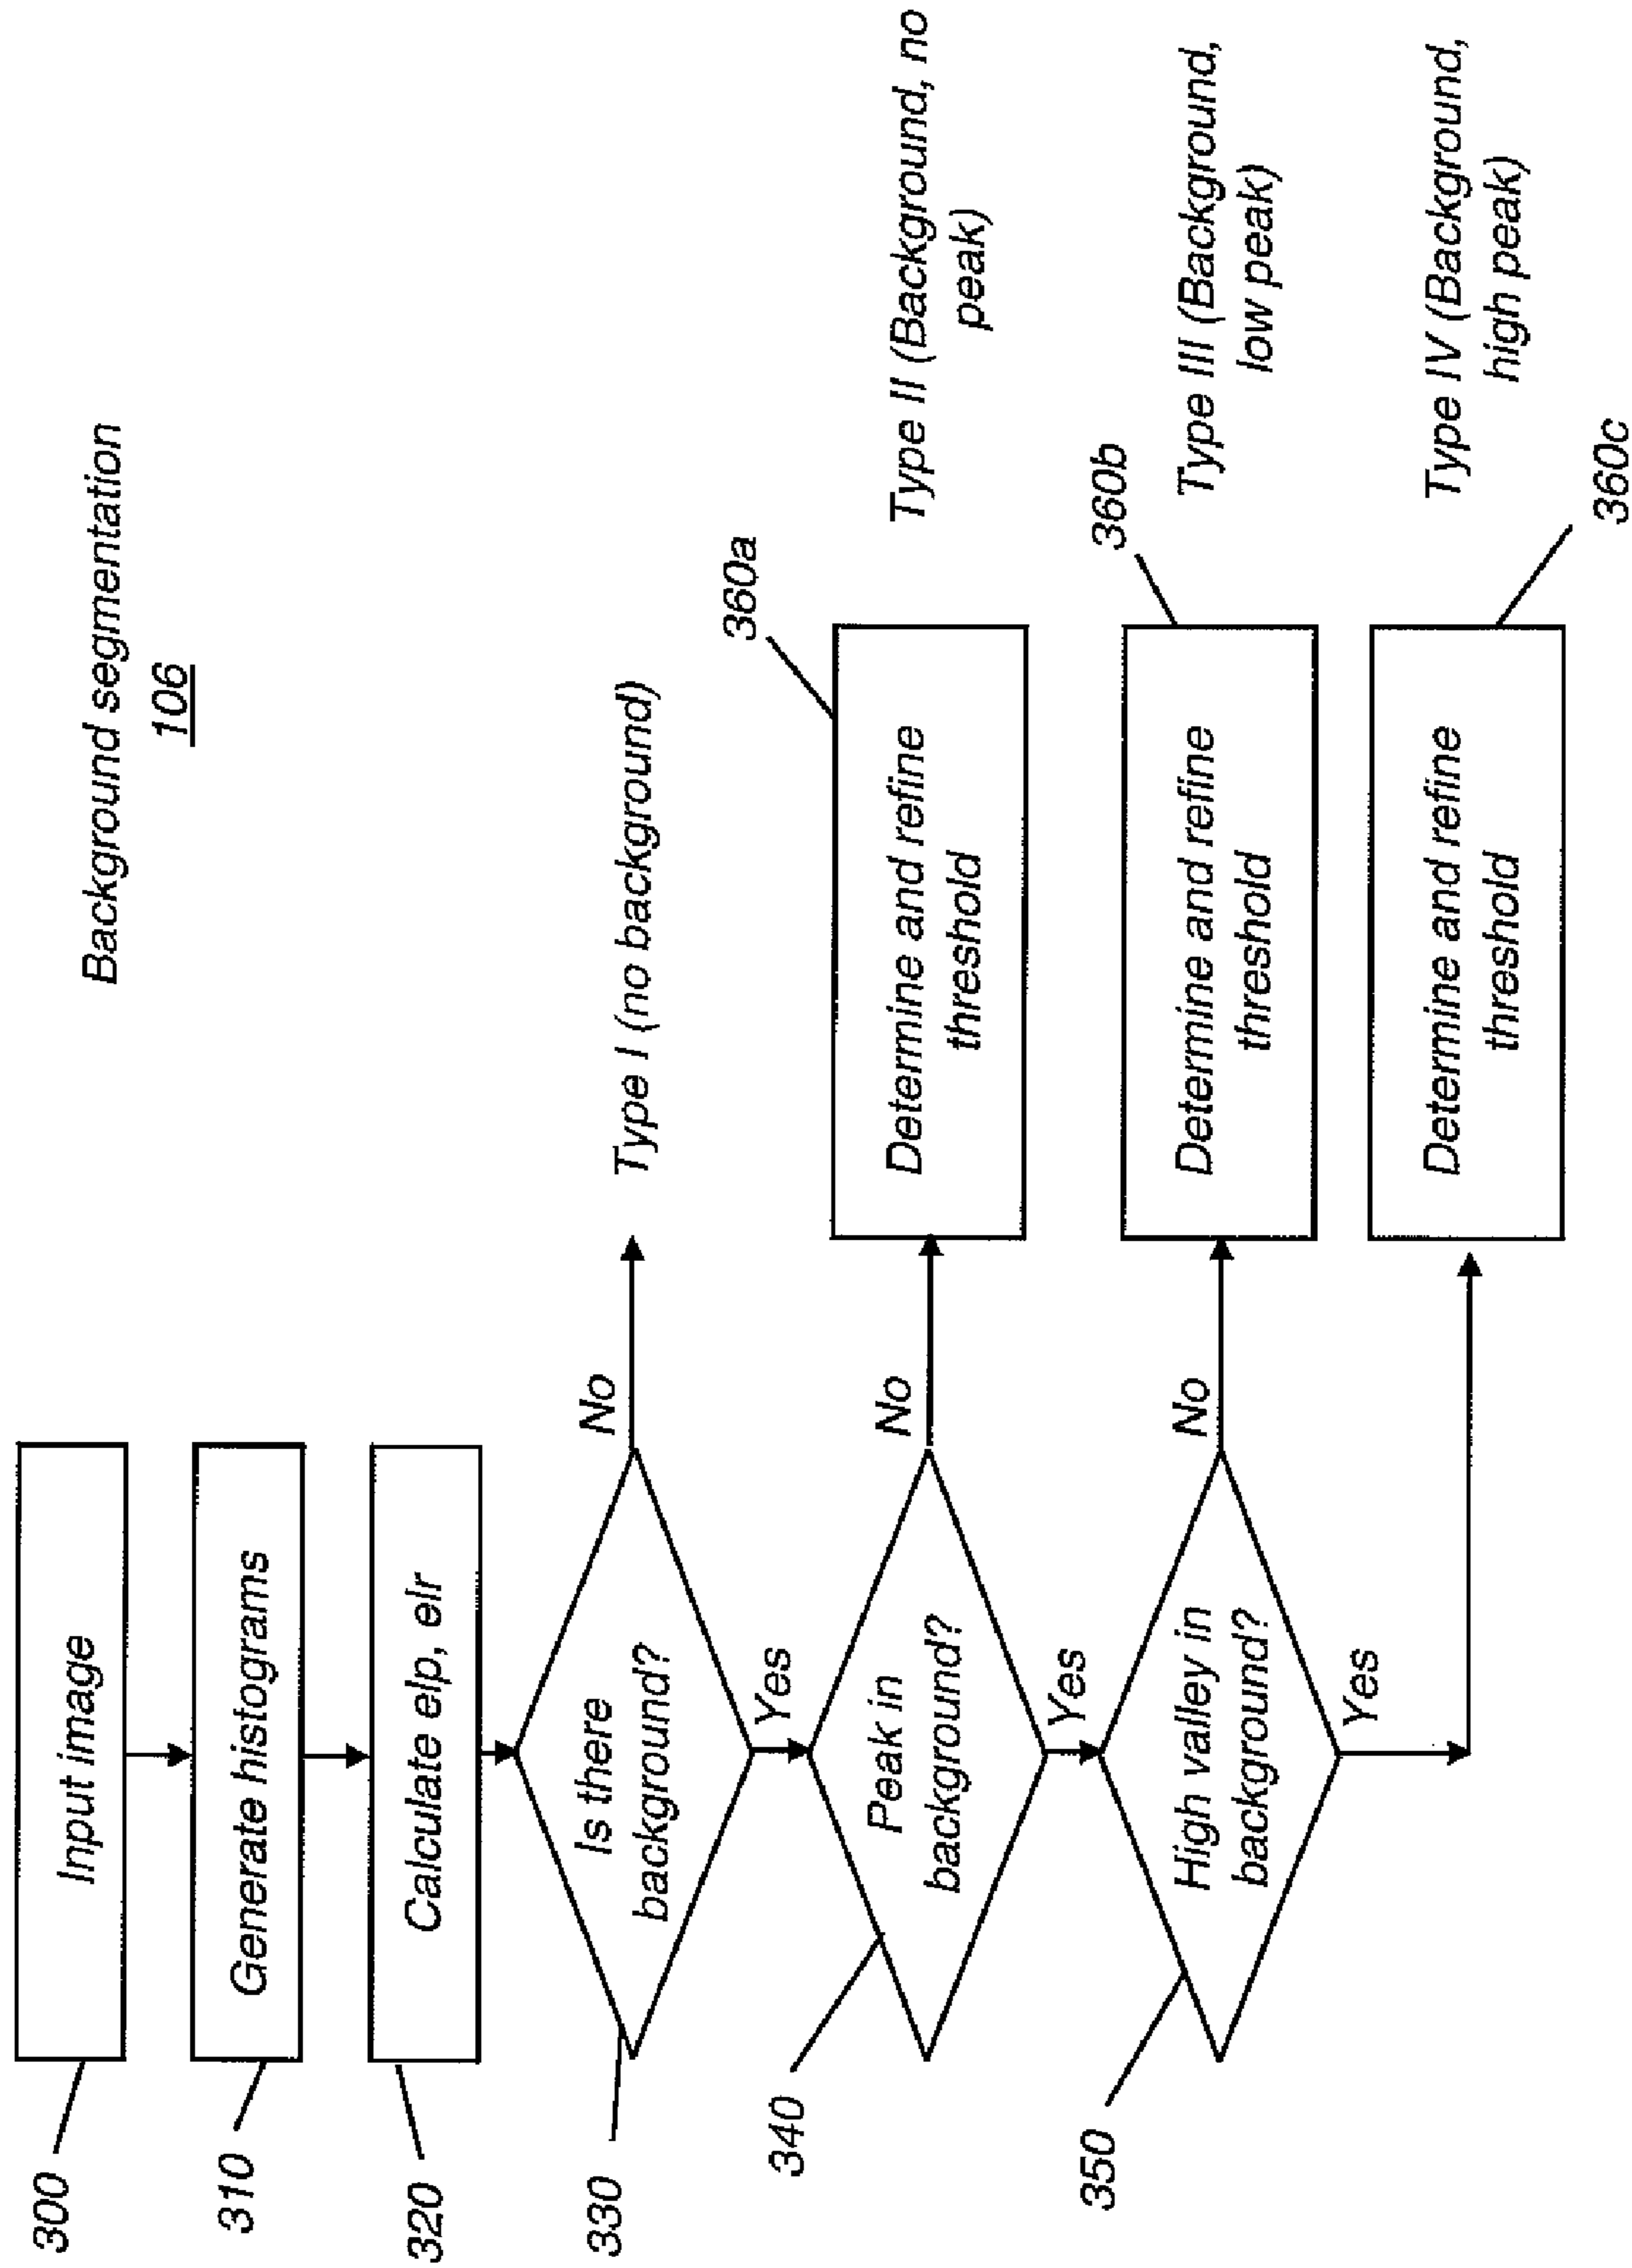 Background segmentation
106
300
Input image
310
Generate histograms
320
Calculate elp, elr
330
Is there
background?
No
Type I (no background)
Yes
340
Peak in
background?
No
360a
Determine and refine
threshold
Type II (Background, no
peak)
Yes
350
High valley in
background?
No
360b
Determine and refine
threshold
Type III (Background,
low peak)
Yes
Determine and refine
threshold
360c
Type IV (Background,
high peak)